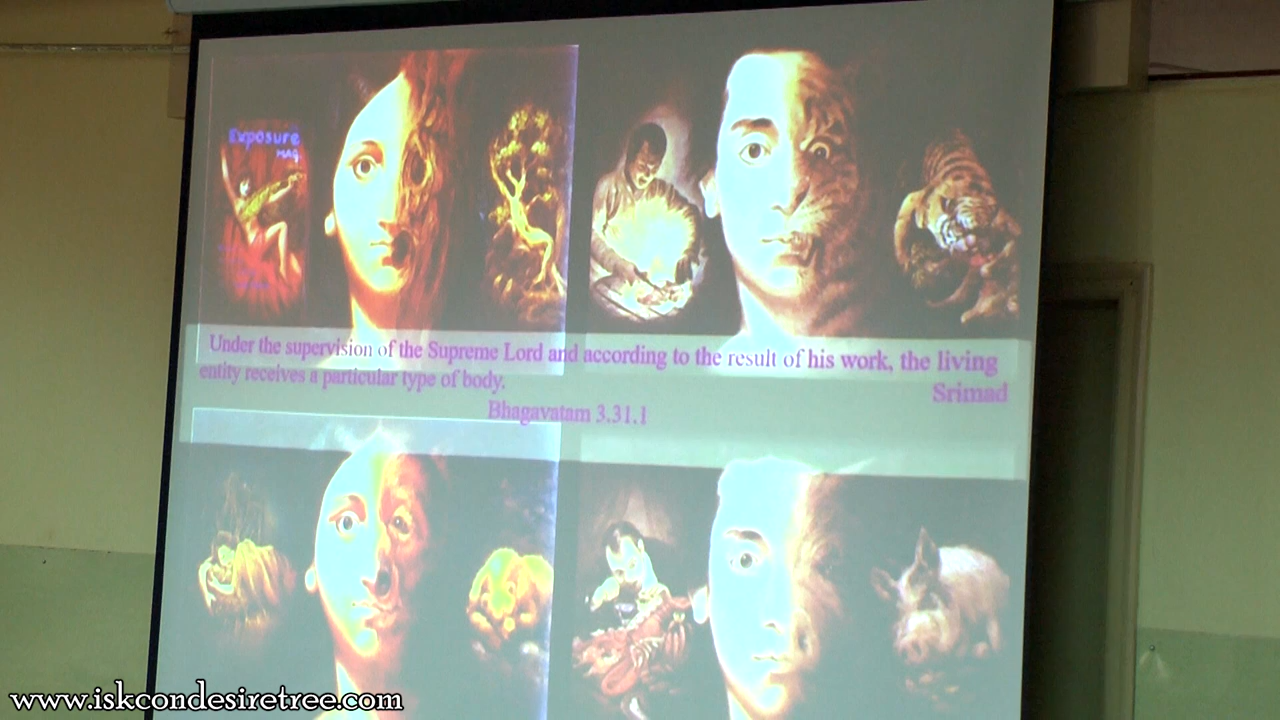 Exposure
MAG
Under the supervision of the Supreme Lord and according to the result of his work, the living
entity receives a particular type of body.
Srimad
Bhagavatam 3.31.1
www.iskcondesiretree.com